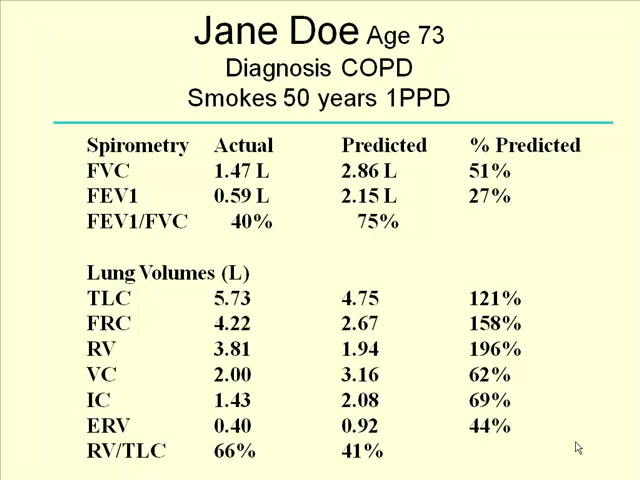 Jane Doe Age 73
Diagnosis COPD
Smokes 50 years 1PPD
Spirometry Actual Predicted % Predicted
FVC 1.47 L 2.86 L 51%
FEV1 0.59 L 2.15 L 27%
FEV1/FVC 40% 75%
Lung Volumes (L)
TLC 5.73 4.75 121%
FRC 4.22 2.67 158%
RV 3.81 1.94 196%
VC 2.00 3.16 62%
IC 1.43 2.08 69%
ERV 0.40 0.92 44%
RV/TLC 66% 41%